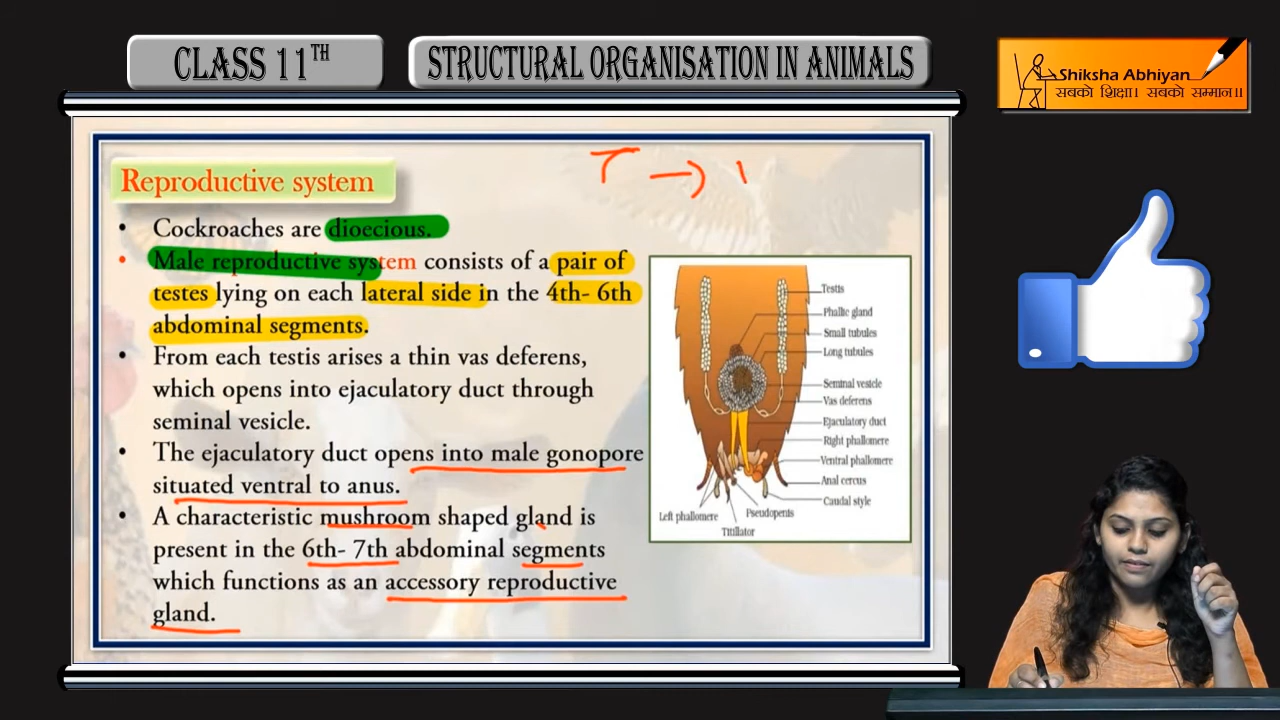 CLASS 11TH
STRUCTURAL ORGANISATION IN ANIMALS
Shiksha Abhiyan
सबको शिक्षा। सबको सम्मान॥
Reproductive system
T → \
• Cockroaches are dioecious.
• Male reproductive system consists of a pair of
testes lying on each lateral side in the 4th- 6th
abdominal segments.
• From each testis arises a thin vas deferens,
which opens into ejaculatory duct through
seminal vesicle.
• The ejaculatory duct opens into male gonopore
situated ventral to anus.
• A characteristic mushroom shaped gland is
present in the 6th- 7th abdominal segments
which functions as an accessory reproductive
gland.
Testis
Phallic gland
Small tubules
Long tubules
Seminal vesicle
Vas deferens
Ejaculatory duct
Right phallomere
Ventral phallomere
Anal cercus
Caudal style
Left phallomere
Pseudopenis
Titillator